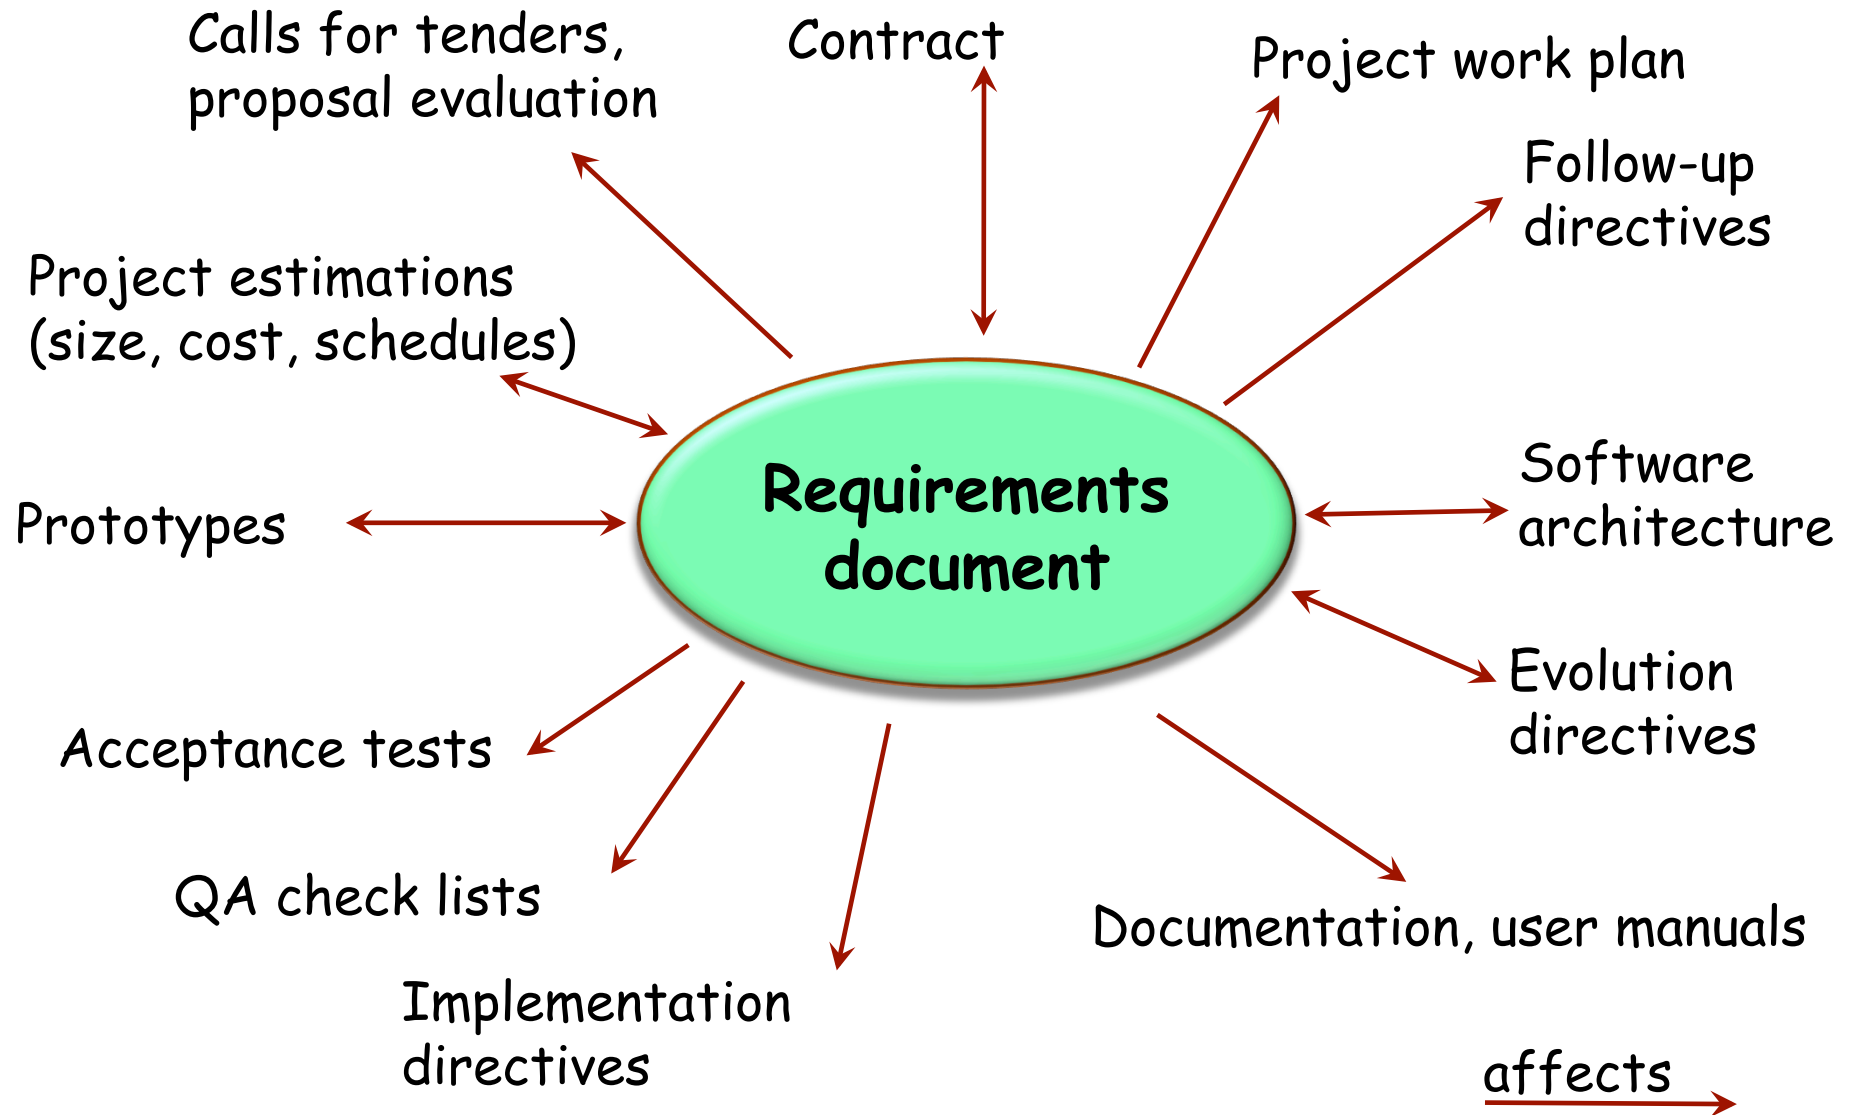 Calls for tenders,
proposal evaluation
Contract
Project work plan
Follow-up
directives
Project estimations
(size, cost, schedules)
Software
architecture
Requirements
document
Prototypes
Evolution
directives
Acceptance tests
QA check lists
Documentation, user manuals
Implementation
directives
affects